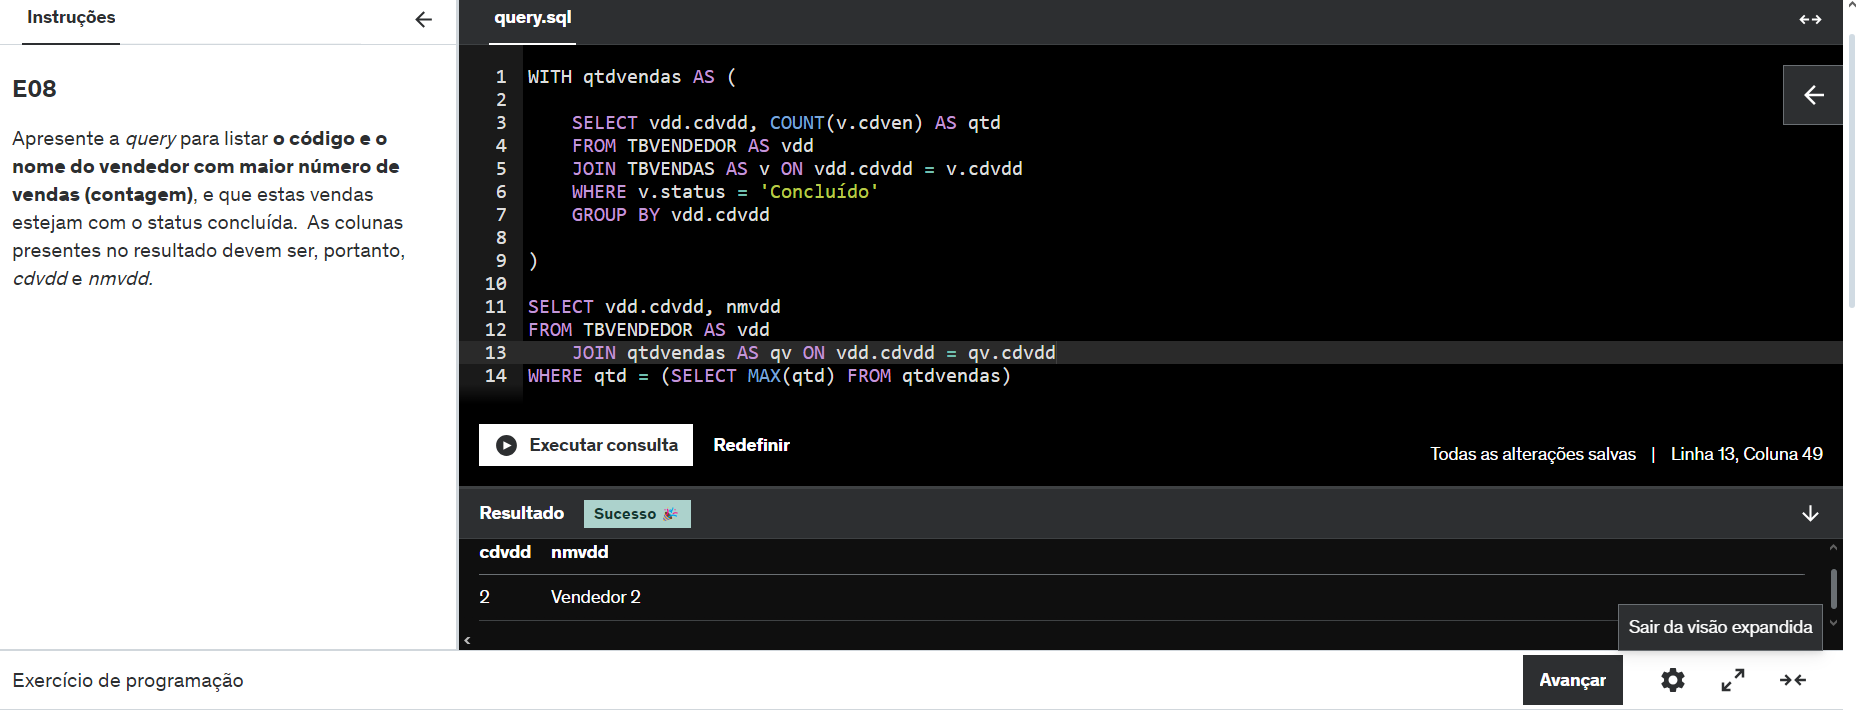 Instruções
E08
Apresente a query para listar o código e o
nome do vendedor com maior número de
vendas (contagem), e que estas vendas
estejam com o status concluída.  As colunas
presentes no resultado devem ser, portanto,
cdvdd e nmvdd.
query.sql
1 WITH qtdvendas AS (
2
3     SELECT vdd.cdvdd, COUNT(v.cdven) AS qtd
4     FROM TBVENDEDOR AS vdd
5     JOIN TBVENDAS AS v ON vdd.cdvdd = v.cdvdd
6     WHERE v.status = 'Concluído'
7     GROUP BY vdd.cdvdd
8
9 )
10
11 SELECT vdd.cdvdd, nmvdd
12 FROM TBVENDEDOR AS vdd
13     JOIN qtdvendas AS qv ON vdd.cdvdd = qv.cdvdd
14 WHERE qtd = (SELECT MAX(qtd) FROM qtdvendas)
Executar consulta Redefinir
Todas as alterações salvas | Linha 13, Coluna 49
Resultado Sucesso 🎉
cdvdd nmvdd
2 Vendedor 2
Sair da visão expandida
Exercício de programação
Avançar